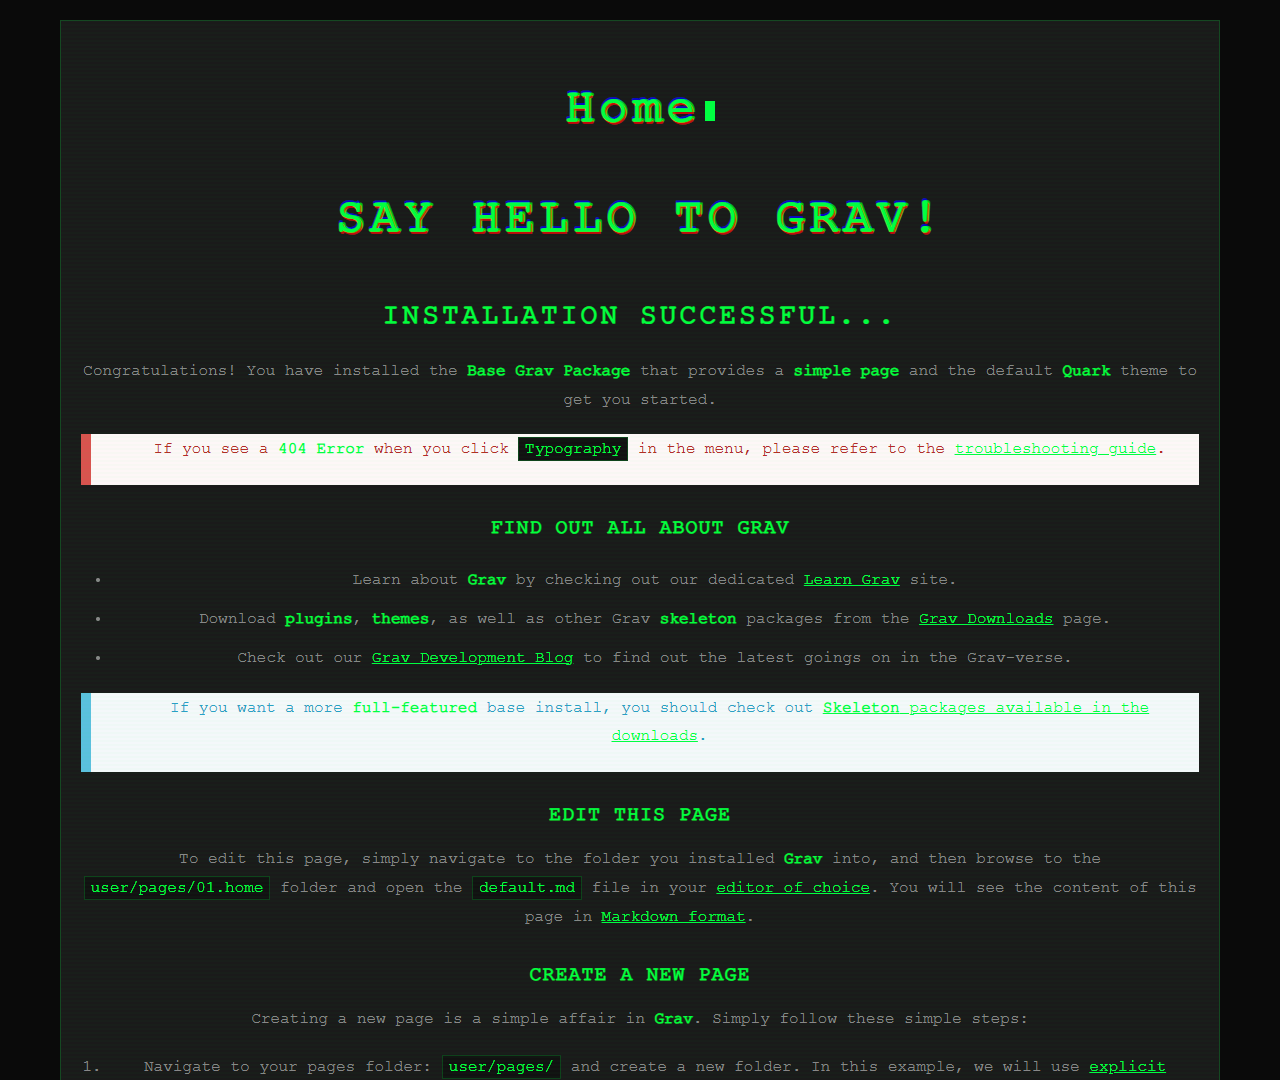 Home
SAY HELLO TO GRAV!
INSTALLATION SUCCESSFUL...
Congratulations! You have installed the Base Grav Package that provides a simple page and the default Quark theme to
get you started.
If you see a 404 Error when you click Typography in the menu, please refer to the troubleshooting guide.
FIND OUT ALL ABOUT GRAV
• Learn about Grav by checking out our dedicated Learn Grav site.
• Download plugins, themes, as well as other Grav skeleton packages from the Grav Downloads page.
• Check out our Grav Development Blog to find out the latest goings on in the Grav-verse.
If you want a more full-featured base install, you should check out Skeleton packages available in the
downloads.
EDIT THIS PAGE
To edit this page, simply navigate to the folder you installed Grav into, and then browse to the
user/pages/01.home folder and open the default.md file in your editor of choice. You will see the content of this
page in Markdown format.
CREATE A NEW PAGE
Creating a new page is a simple affair in Grav. Simply follow these simple steps:
1. Navigate to your pages folder: user/pages/ and create a new folder. In this example, we will use explicit